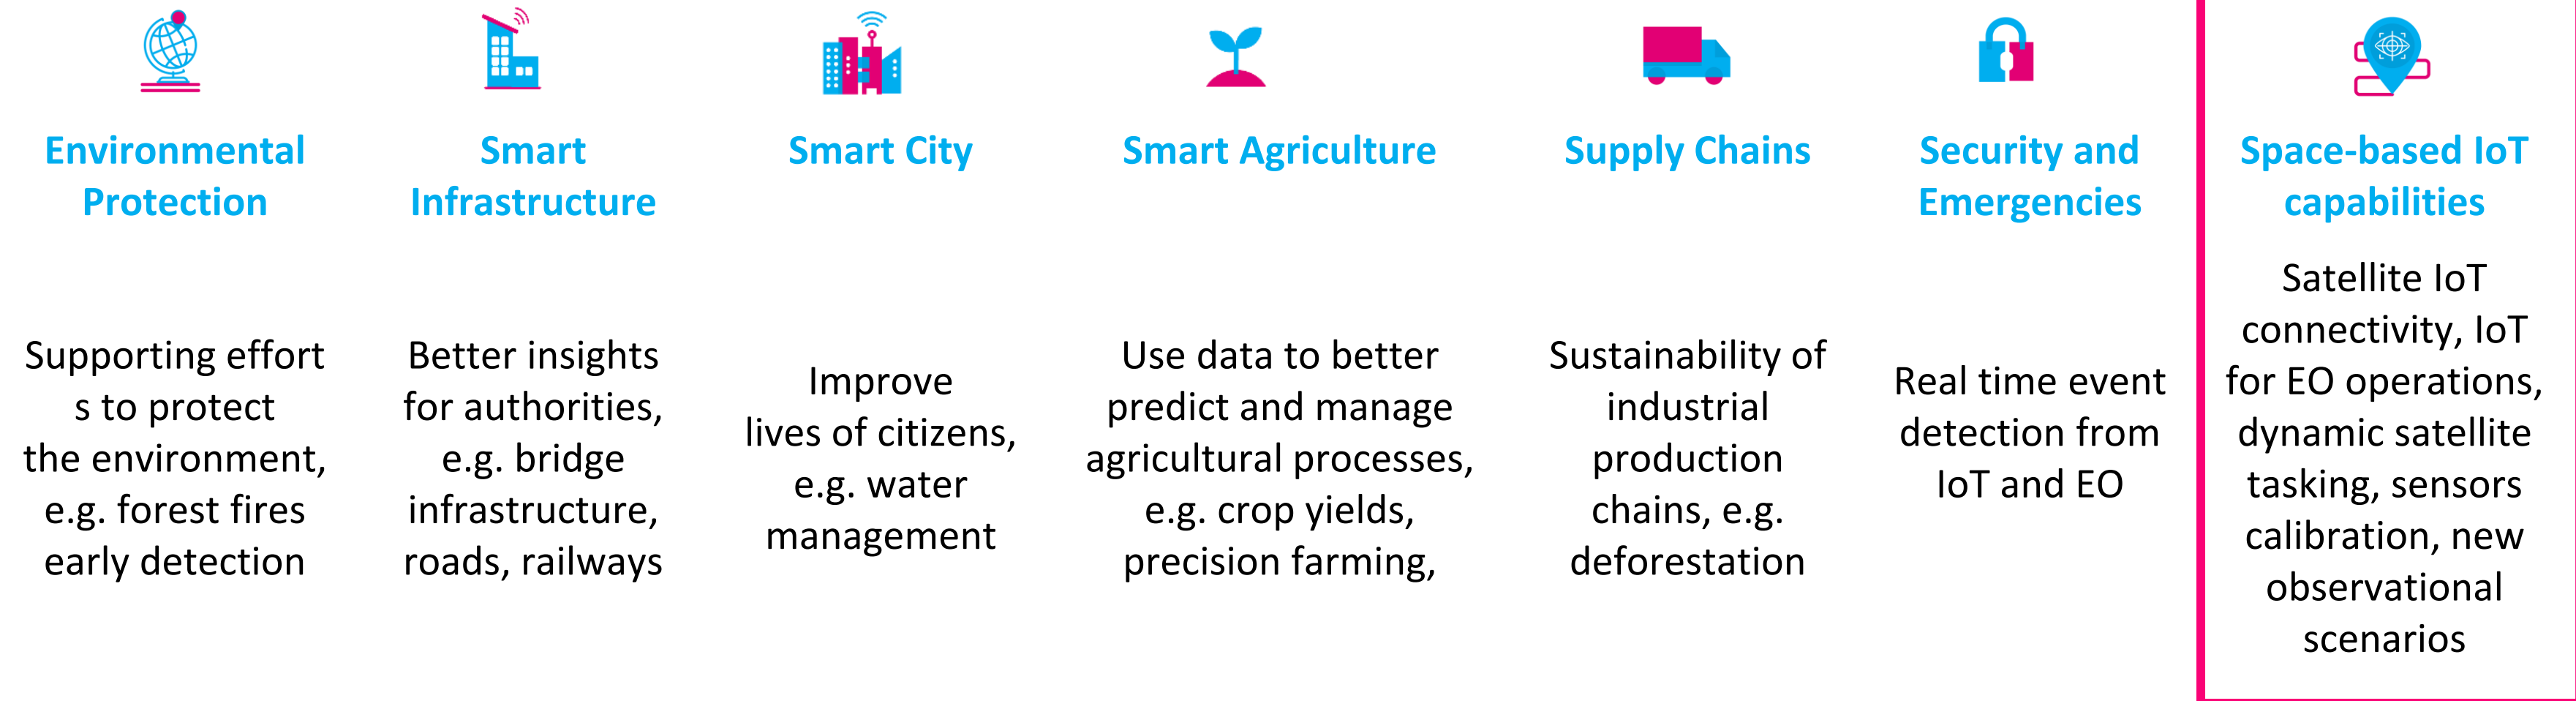 Environmental
Protection
Supporting effort
s to protect
the environment,
e.g. forest fires
early detection
Smart
Infrastructure
Better insights
for authorities,
e.g. bridge
infrastructure,
roads, railways
Smart City
Improve
lives of citizens,
e.g. water
management
Smart Agriculture
Use data to better
predict and manage
agricultural processes,
e.g. crop yields,
precision farming,
Supply Chains
Sustainability of
industrial
production
chains, e.g.
deforestation
Security and
Emergencies
Real time event
detection from
IoT and EO
Space-based IoT
capabilities
Satellite IoT
connectivity, IoT
for EO operations,
dynamic satellite
tasking, sensors
calibration, new
observational
scenarios